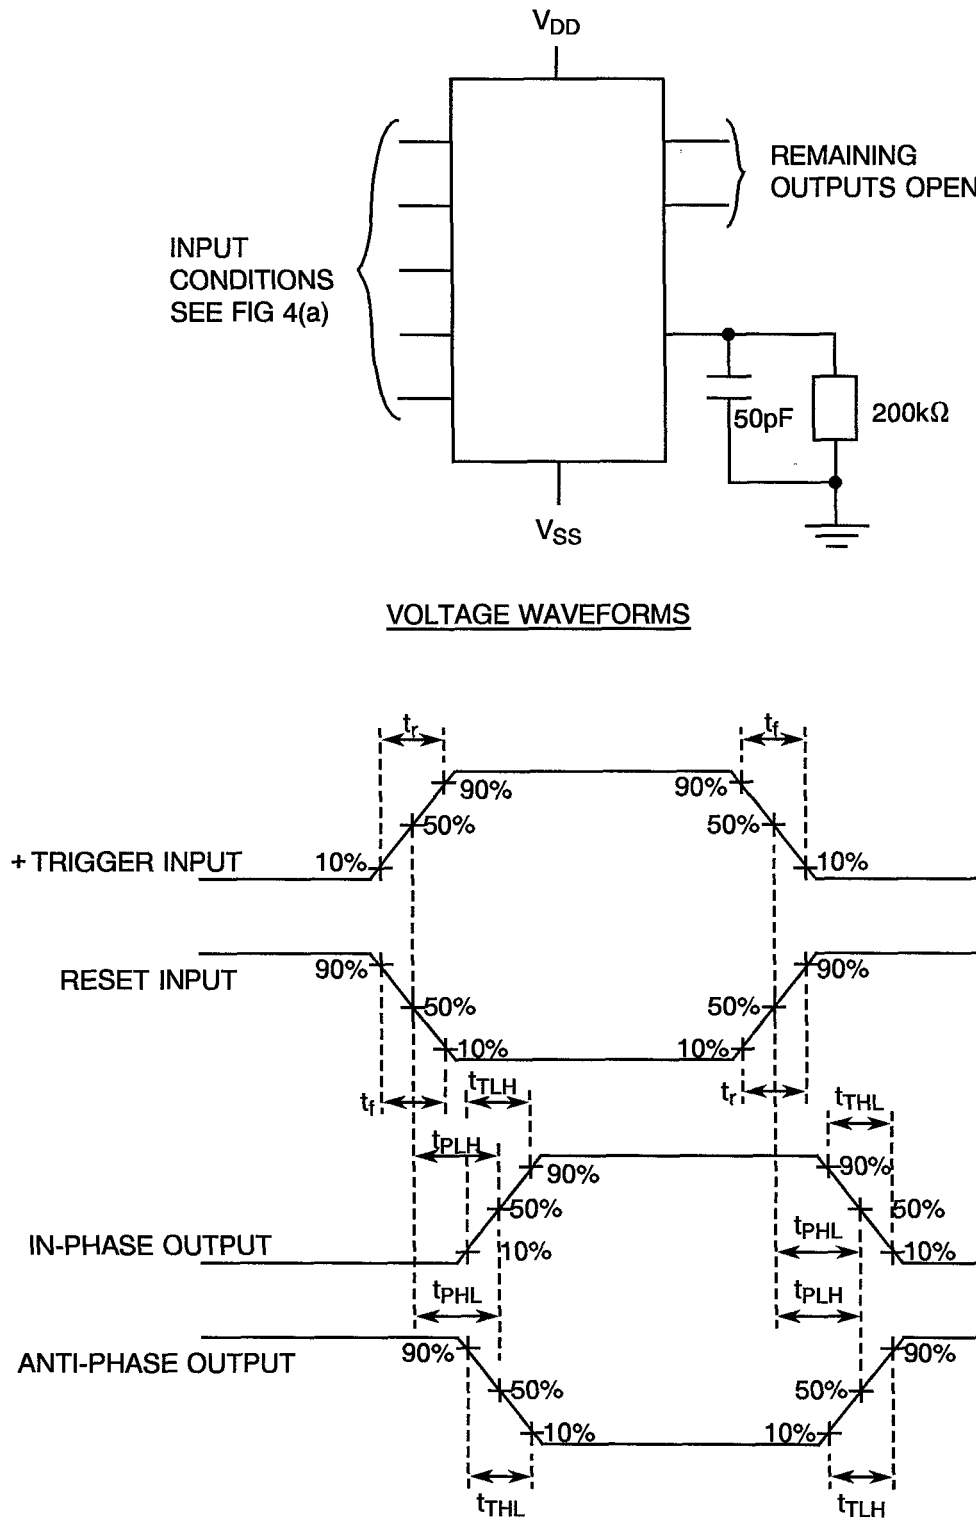 VDD
REMAINING
OUTPUTS OPEN
INPUT
CONDITIONS
SEE FIG 4(a)
50pF
200kΩ
VSS
VOLTAGE WAVEFORMS
tr
tf
90%
90%
50%
50%
+ TRIGGER INPUT
10%
10%
RESET INPUT
90%
90%
50%
50%
10%
10%
tf
tTLH
tr
tTHL
tPLH
90%
90%
50%
50%
IN-PHASE OUTPUT
10%
tPHL
10%
tPHL
tPLH
ANTI-PHASE OUTPUT
90%
90%
50%
50%
10%
10%
tTHL
tTLH